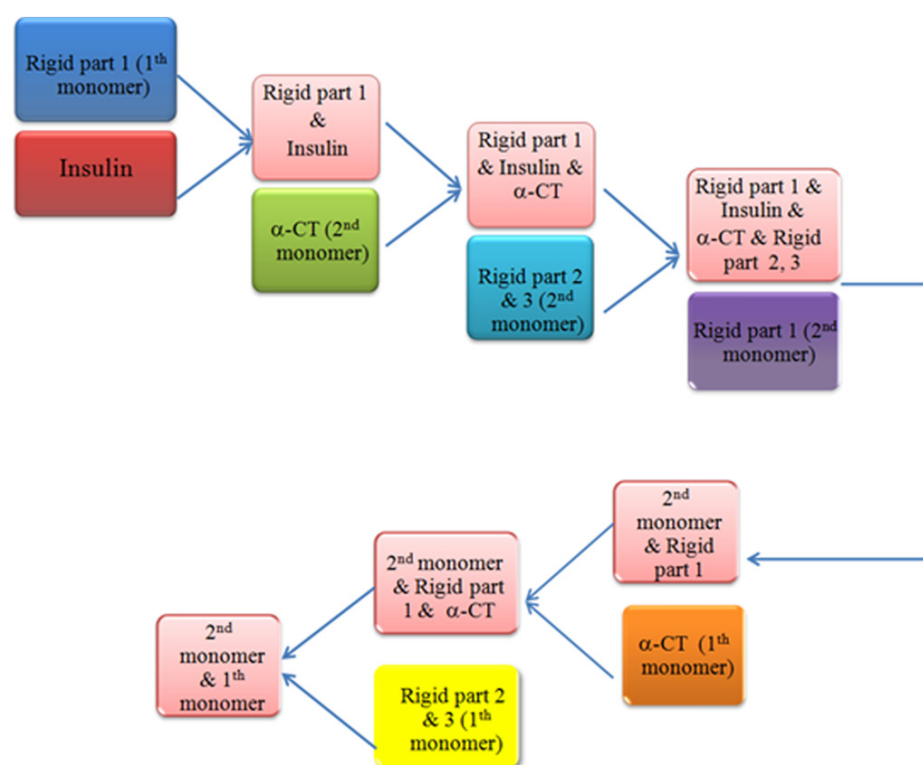 Rigid part 1 (1th
monomer)
Insulin
Rigid part 1
&
Insulin
α-CT (2nd
monomer)
Rigid part 1
& Insulin &
α-CT
Rigid part 2
& 3 (2nd
monomer)
Rigid part 1 &
Insulin &
α-CT & Rigid
part 2, 3
Rigid part 1 (2nd
monomer)
2nd
monomer
& Rigid
part 1
α-CT (1th
monomer)
2nd monomer
& Rigid part
1 & α-CT
Rigid part 2
& 3 (1th
monomer)
2nd
monomer
& 1th
monomer